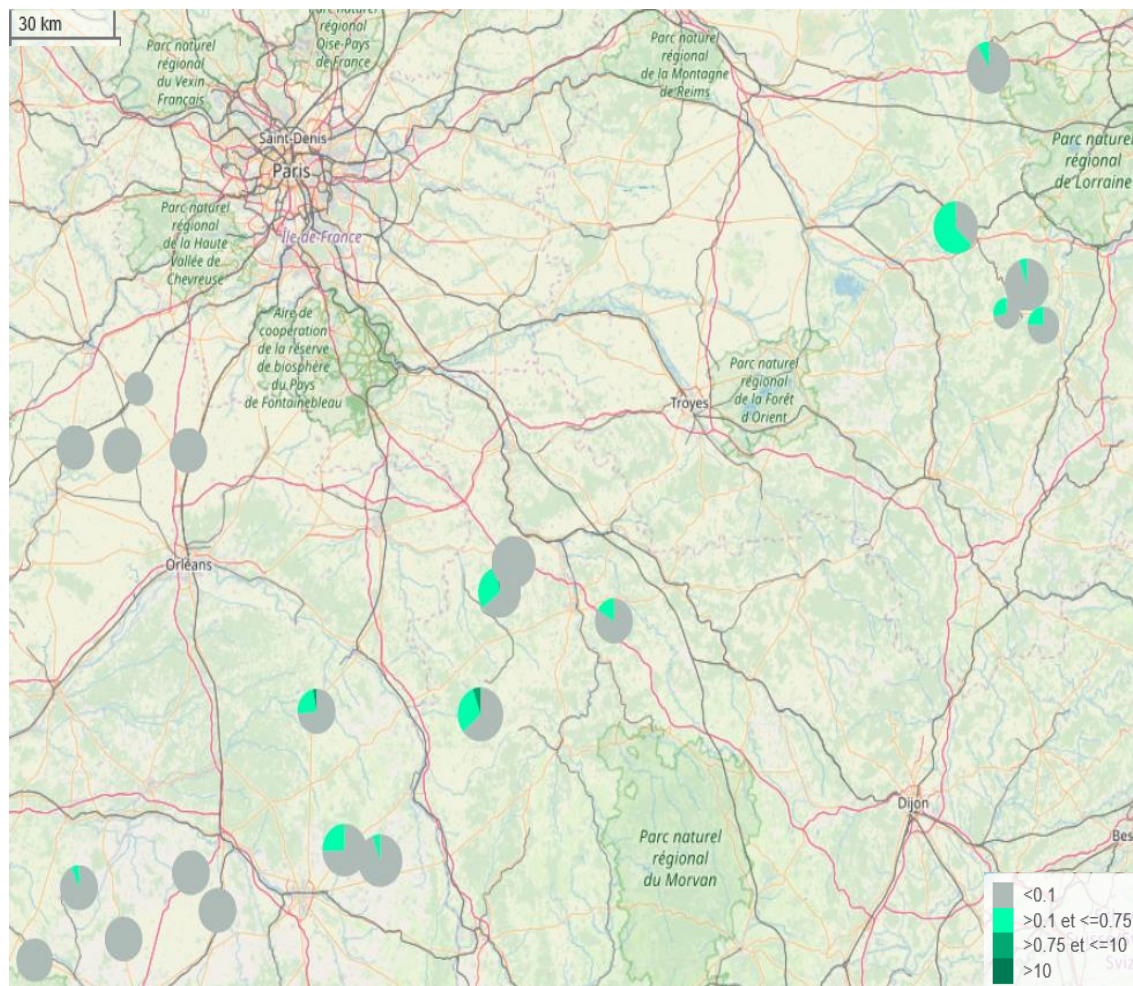 30 km
Parc naturel
régional
du Vexin
Français
Parc naturel
régional
Oise-Pays
de France
Parc naturel
régional
de la Montagne
de Reims
Saint-Denis
Paris
Parc naturel
régional
de Lorraine
Parc naturel
régional
de la Haute
Vallée de
Chevreuse
Île-de-France
Aire de
coopération
de la réserve
de biosphère
du Pays
de Fontainebleau
Parc naturel
régional
de la Forêt
d'Orient
Troyes
Orléans
Dijon
Parc naturel
régional
du Morvan
Bes
<0.1
>0.1 et <=0.75
>0.75 et <=10
>10
Sviz